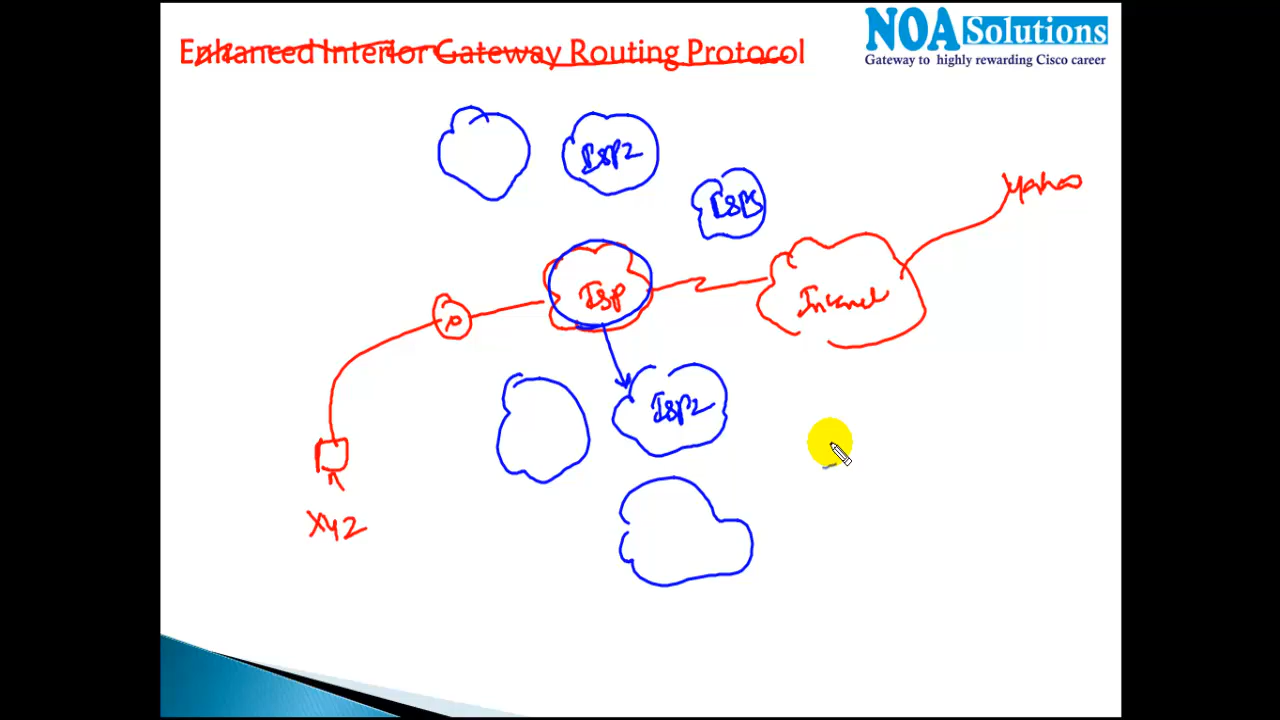 Enhanced Interior Gateway Routing Protocol
NOA Solutions
Gateway to highly rewarding Cisco career
ISP2
ISP3
Yahoo
ISP
ISP2
XYZ